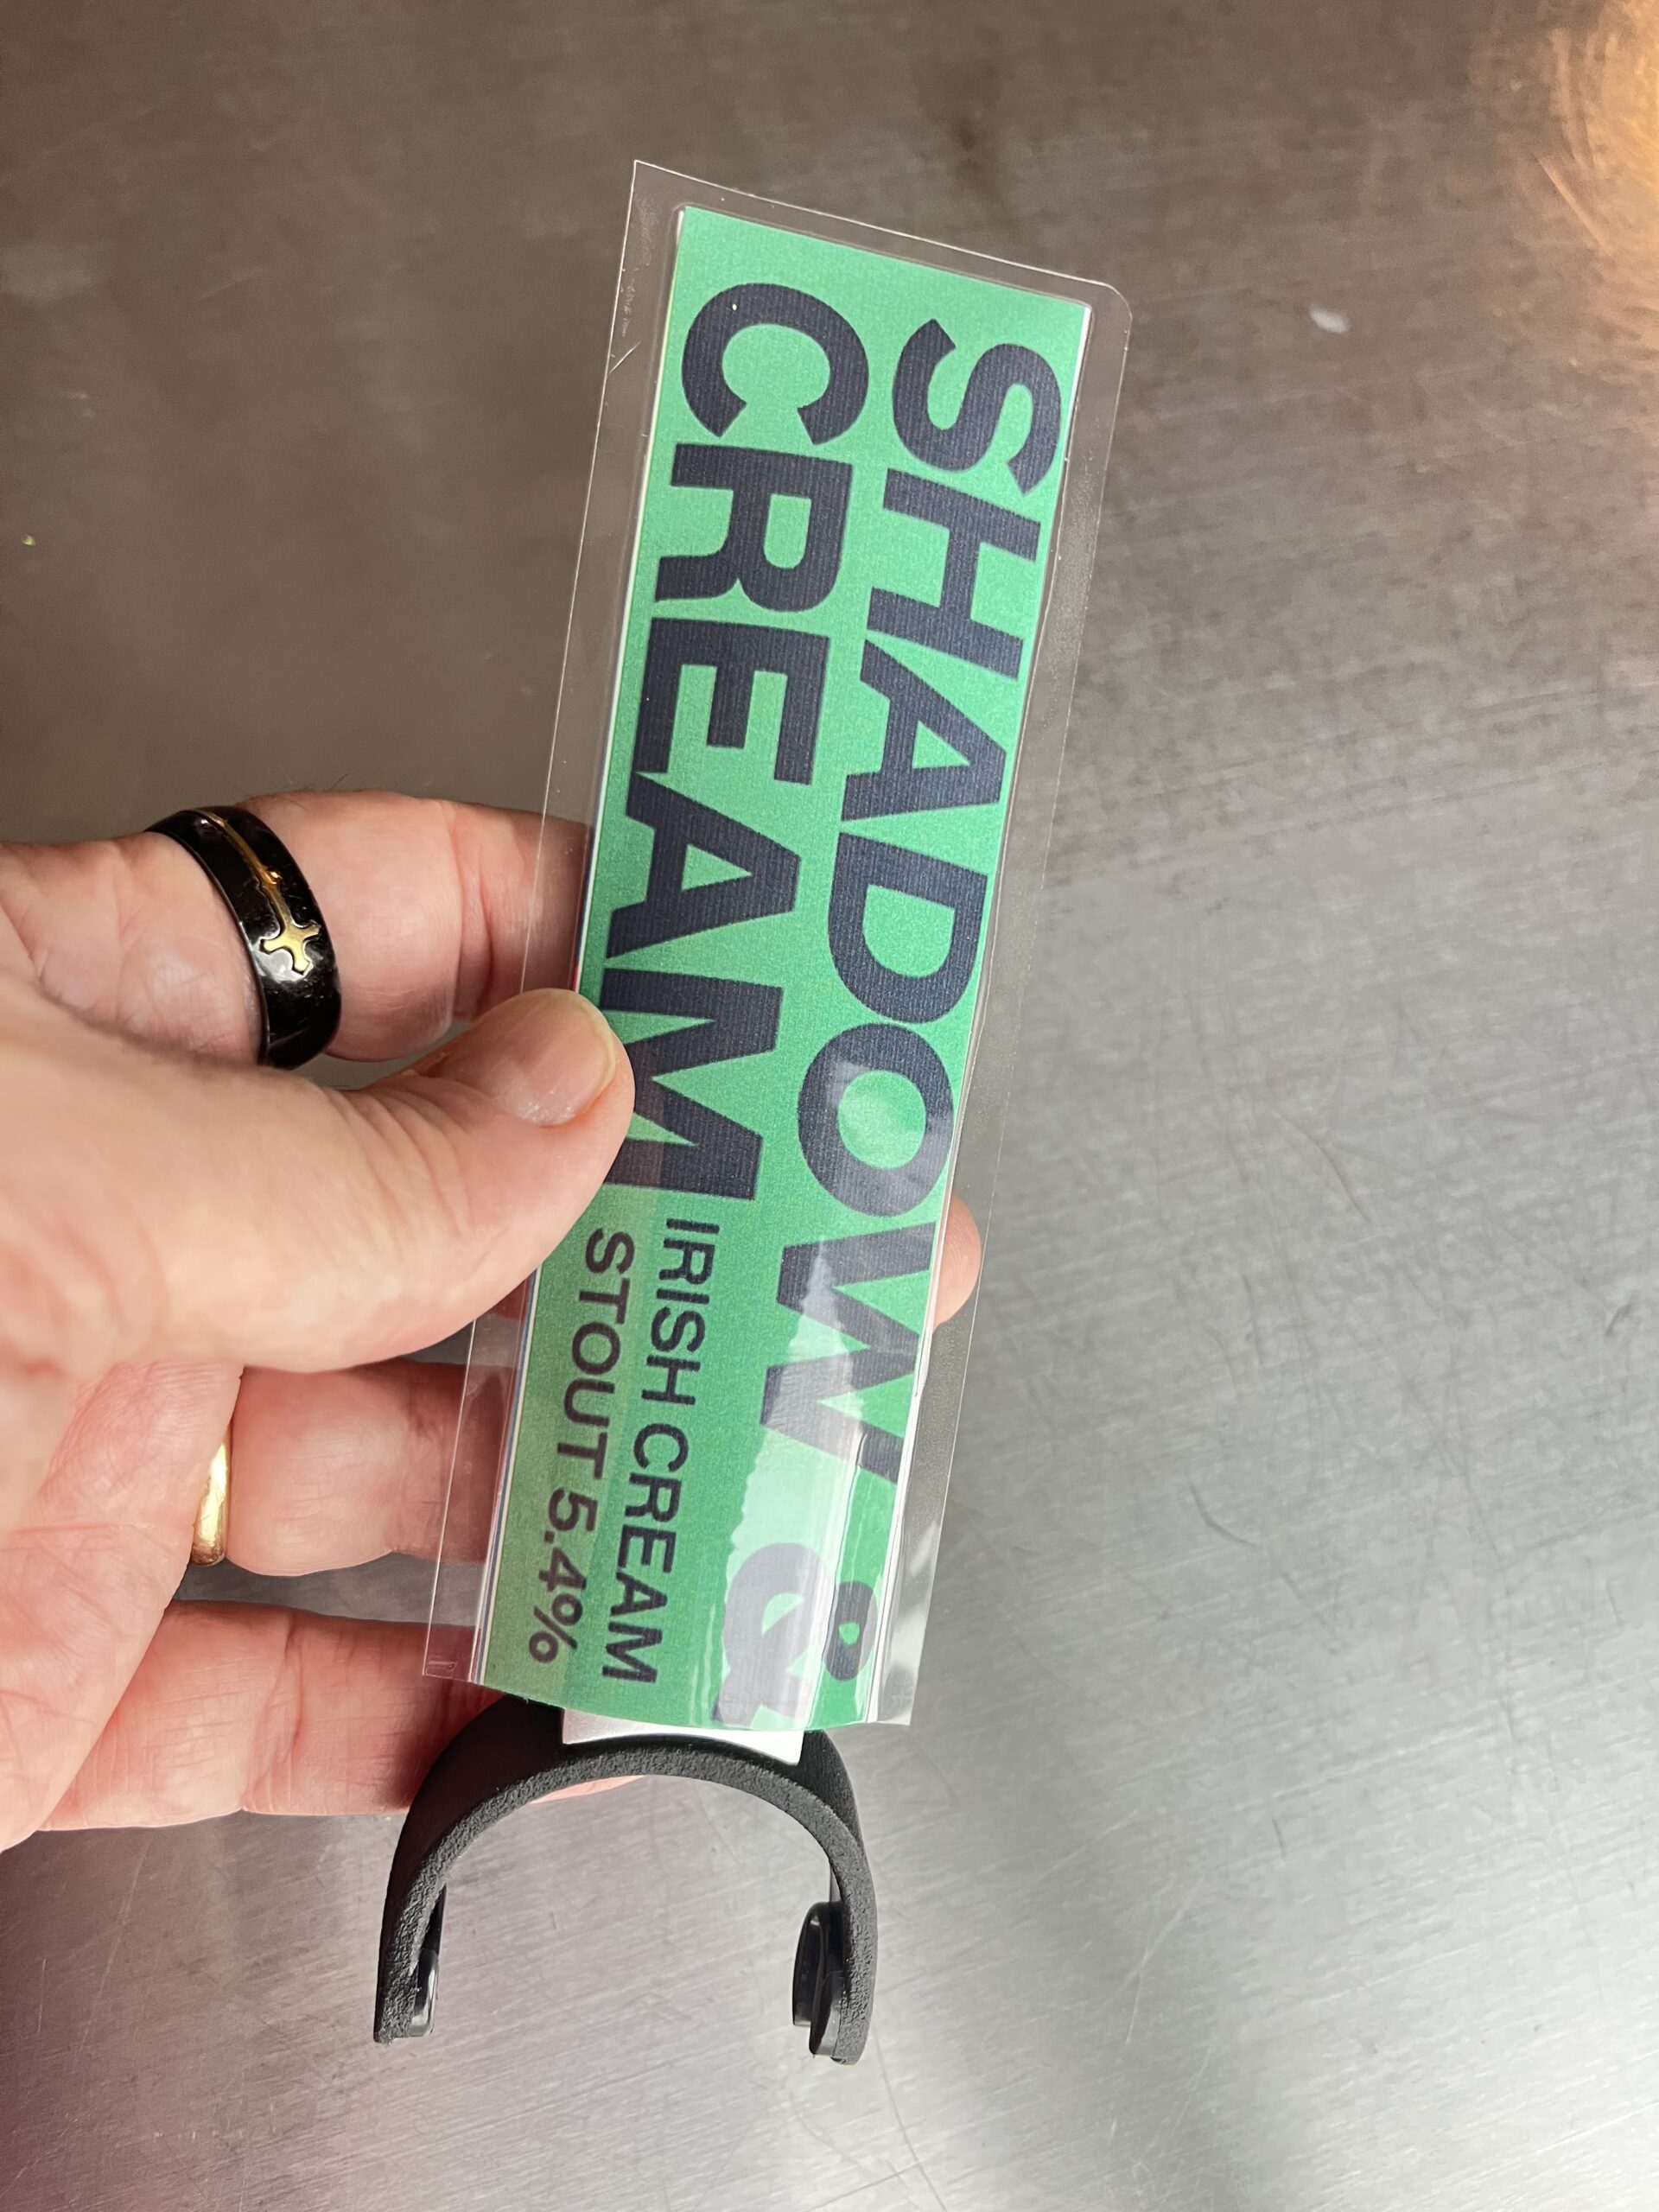 SHADOW &
CREAM
IRISH CREAM
STOUT 5.4%